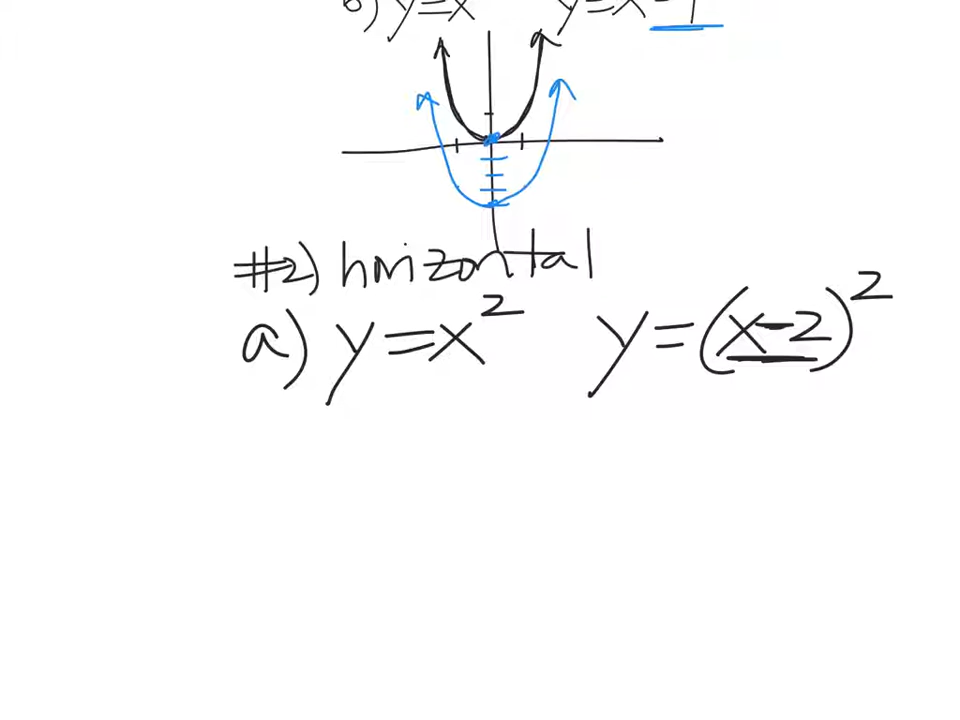 b) y=x y=x
#2) horizontal
a) y=x² y=(x-2)²